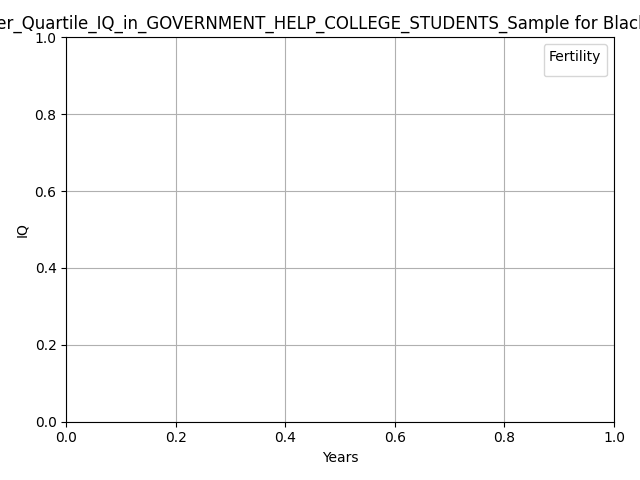 er_Quartile_IQ_in_GOVERNMENT_HELP_COLLEGE_STUDENTS_Sample for Black
Fertility
1.0
0.8
0.6
0.4
0.2
0.0
IQ
0.0 0.2 0.4 0.6 0.8 1.0
Years